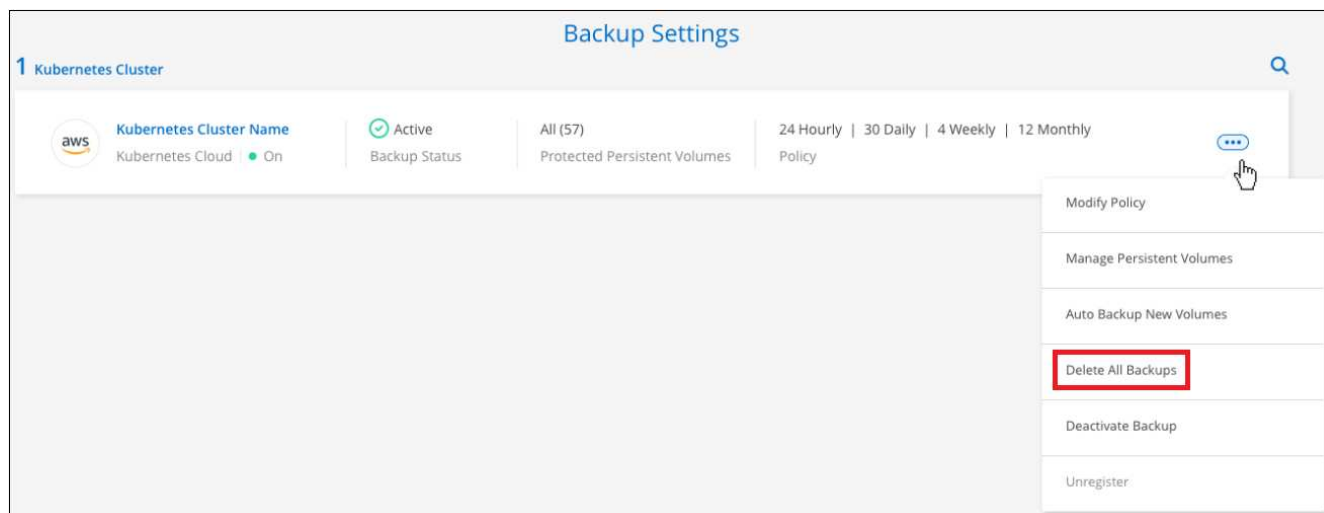 Backup Settings
1 Kubernetes Cluster
aws
Kubernetes Cluster Name
Kubernetes Cloud | On
Active
Backup Status
All (57)
Protected Persistent Volumes
24 Hourly | 30 Daily | 4 Weekly | 12 Monthly
Policy
Modify Policy
Manage Persistent Volumes
Auto Backup New Volumes
Delete All Backups
Deactivate Backup
Unregister